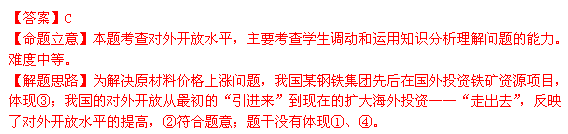 【答案】C
【命题立意】本题考查对外开放水平，主要考查学生调动和运用知识分析理解问题的能力。
难度中等。
【解题思路】为解决原材料价格上涨问题，我国某钢铁集团先后在国外投资铁矿资源项目，
体现③；我国的对外开放从最初的“引进来”到现在的扩大海外投资——“走出去”，反映
了对外开放水平的提高，②符合题意；题干没有体现①、④。